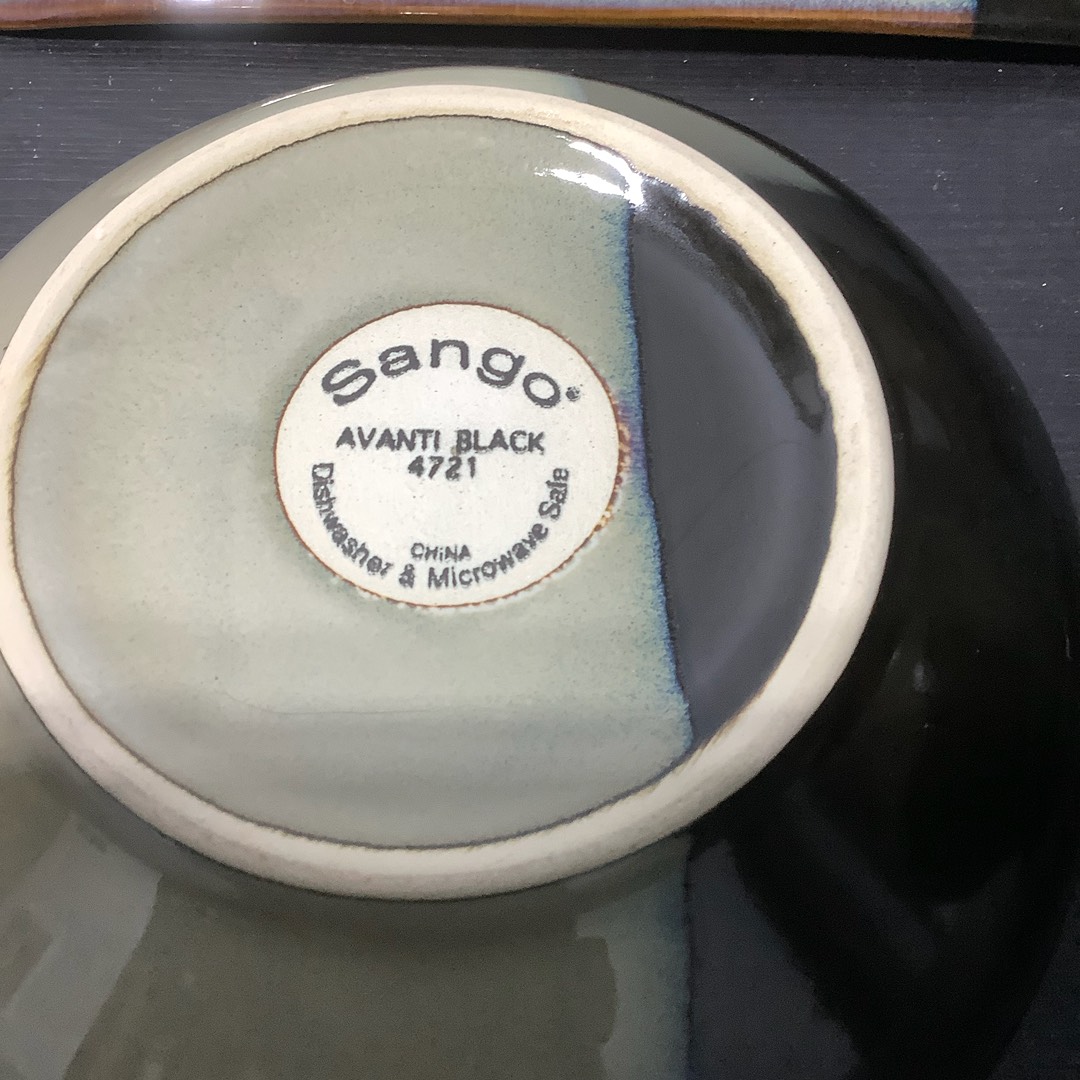 Sango®
AVANTI BLACK
4721
CHINA
Dishwasher & Microwave Safe